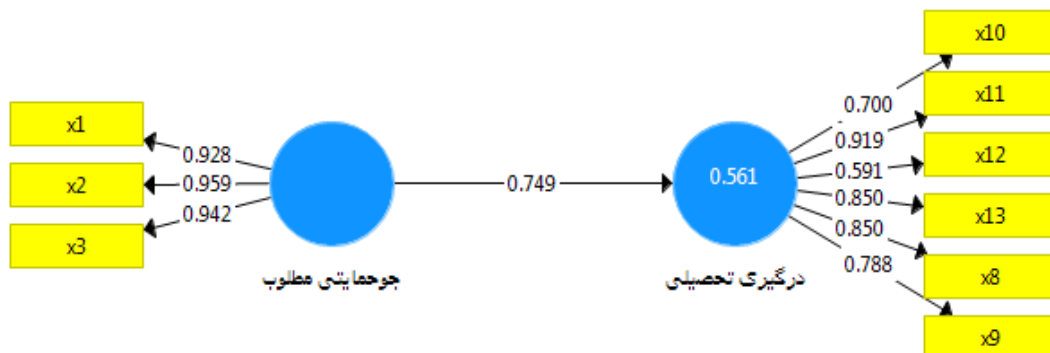 x1
x2
x3
0.928
0.959
0.942
جوحمایتی مطلوب
0.749
0.561
درگیری تحصیلی
0.700
0.919
0.591
0.850
0.850
0.788
x10
x11
x12
x13
x8
x9